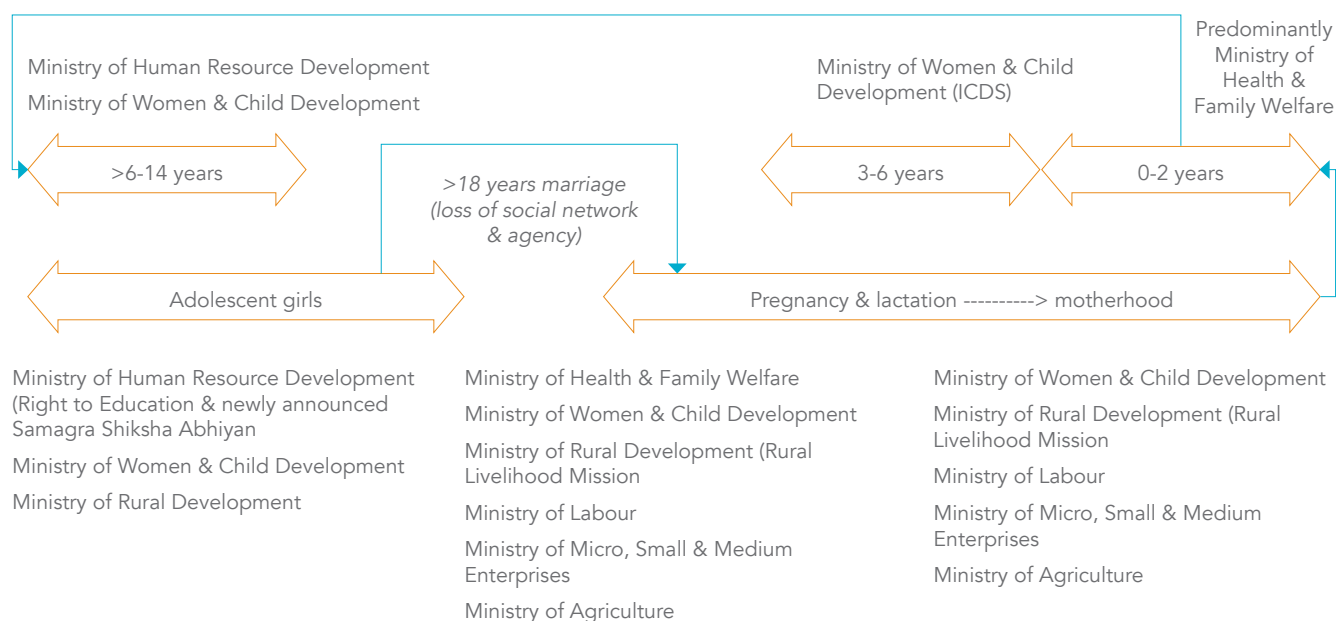 Ministry of Human Resource Development
Ministry of Women & Child Development
Ministry of Women & Child
Development (ICDS)
Predominantly
Ministry of
Health &
Family Welfare
>6-14 years
>18 years marriage
(loss of social network
& agency)
3-6 years
0-2 years
Adolescent girls
Pregnancy & lactation ----------> motherhood
Ministry of Human Resource Development
(Right to Education & newly announced
Samagra Shiksha Abhiyan
Ministry of Women & Child Development
Ministry of Rural Development
Ministry of Health & Family Welfare
Ministry of Women & Child Development
Ministry of Rural Development (Rural
Livelihood Mission
Ministry of Labour
Ministry of Micro, Small & Medium
Enterprises
Ministry of Agriculture
Ministry of Women & Child Development
Ministry of Rural Development (Rural
Livelihood Mission
Ministry of Labour
Ministry of Micro, Small & Medium
Enterprises
Ministry of Agriculture